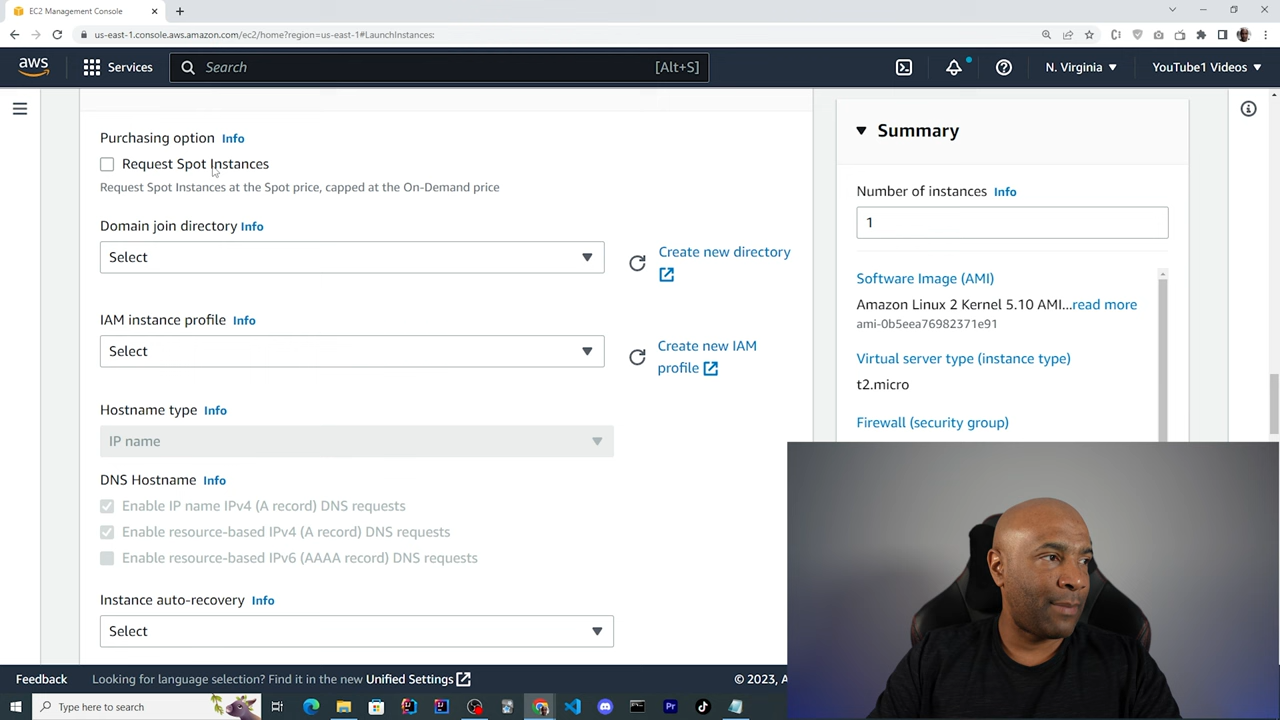 EC2 Management Console
us-east-1.console.aws.amazon.com/ec2/home?region=us-east-1#LaunchInstances:
aws
Services
Search
[Alt+S]
N. Virginia
YouTube1 Videos
Purchasing option Info
Request Spot Instances
Request Spot Instances at the Spot price, capped at the On-Demand price
Domain join directory Info
Select
Create new directory
IAM instance profile Info
Select
Create new IAM
profile
Hostname type Info
IP name
DNS Hostname Info
Enable IP name IPv4 (A record) DNS requests
Enable resource-based IPv4 (A record) DNS requests
Enable resource-based IPv6 (AAAA record) DNS requests
Instance auto-recovery Info
Select
Summary
Number of instances Info
1
Software Image (AMI)
Amazon Linux 2 Kernel 5.10 AMI...read more
ami-0b5eea76982371e91
Virtual server type (instance type)
t2.micro
Firewall (security group)
Feedback
Looking for language selection? Find it in the new Unified Settings
© 2023, A
Type here to search
Pr